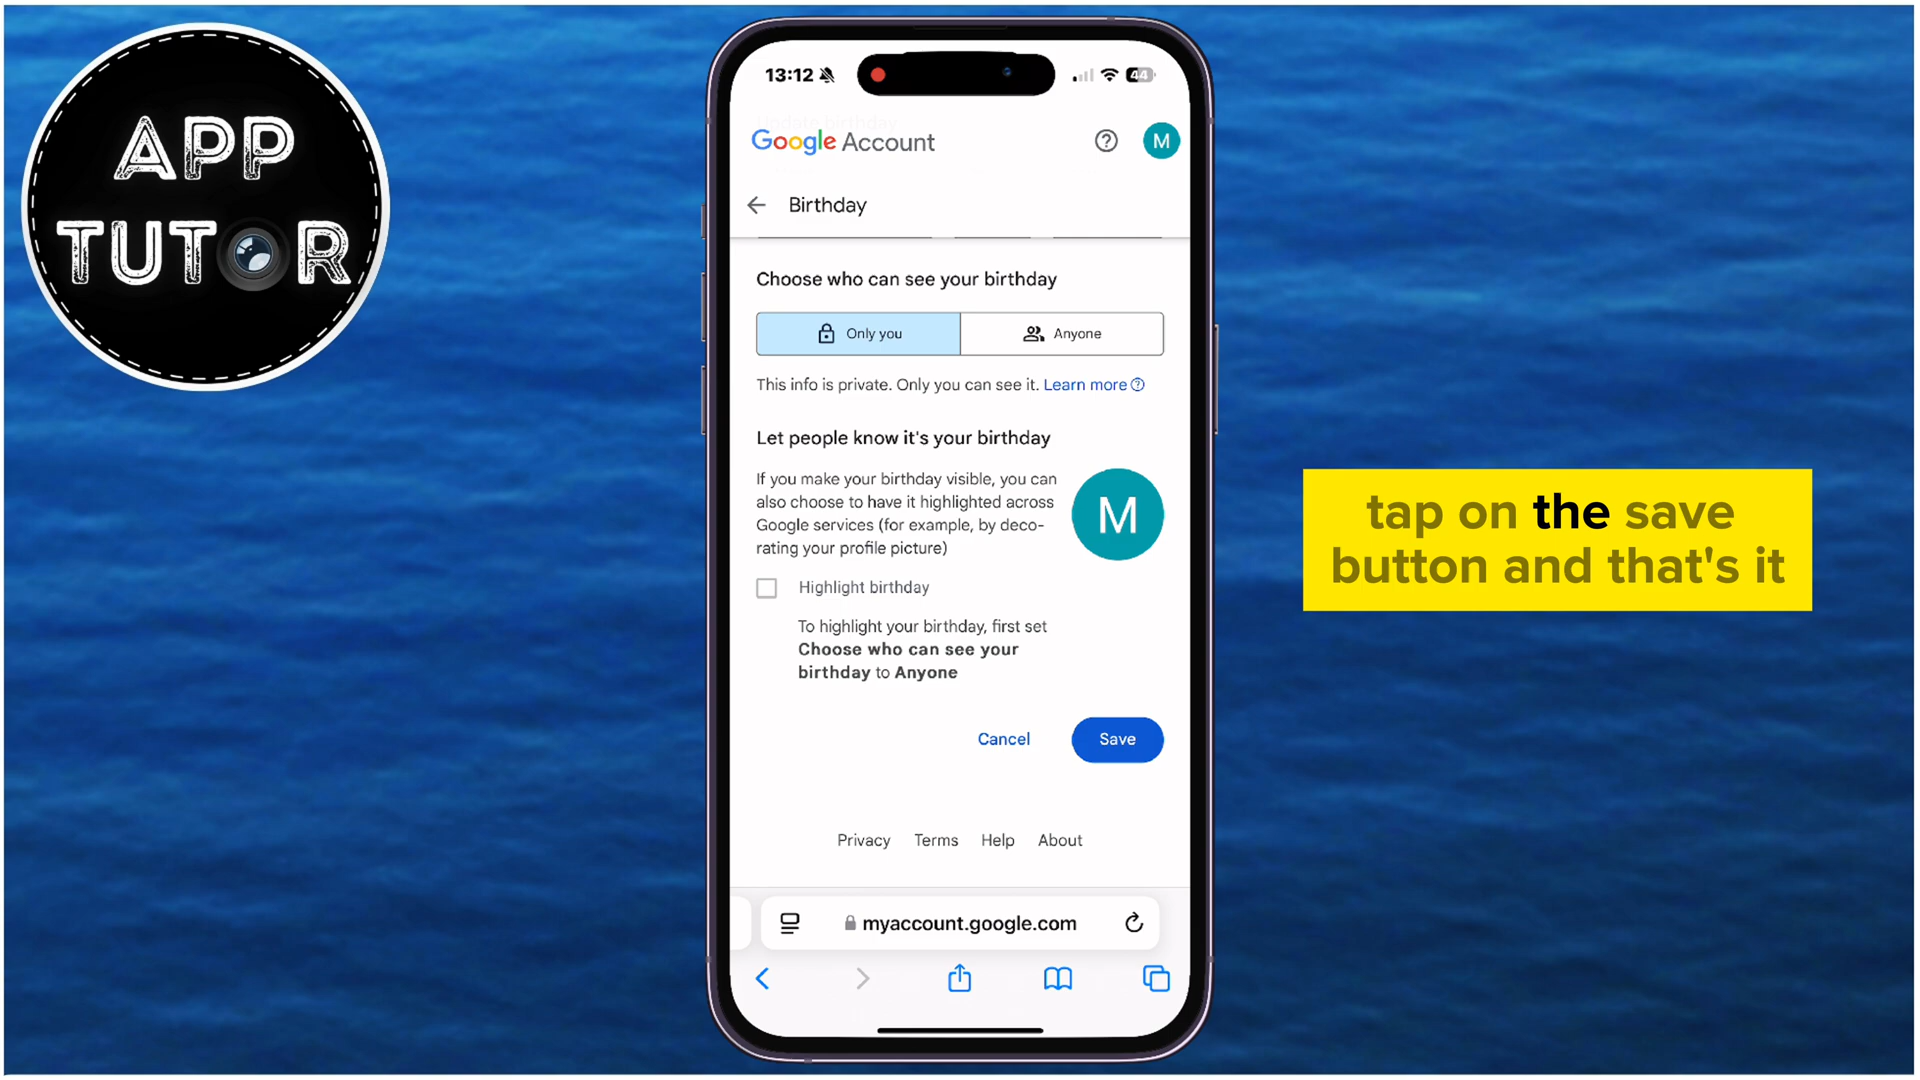 APP
TUTOR
13:12
44
Update birthday
Google Account
M
Birthday
Choose who can see your birthday
Only you
Anyone
This info is private. Only you can see it. Learn more
Let people know it's your birthday
If you make your birthday visible, you can
also choose to have it highlighted across
Google services (for example, by deco-
rating your profile picture)
M
Highlight birthday
To highlight your birthday, first set
Choose who can see your
birthday to Anyone
Cancel
Save
Privacy
Terms
Help
About
myaccount.google.com
tap on the save
button and that's it